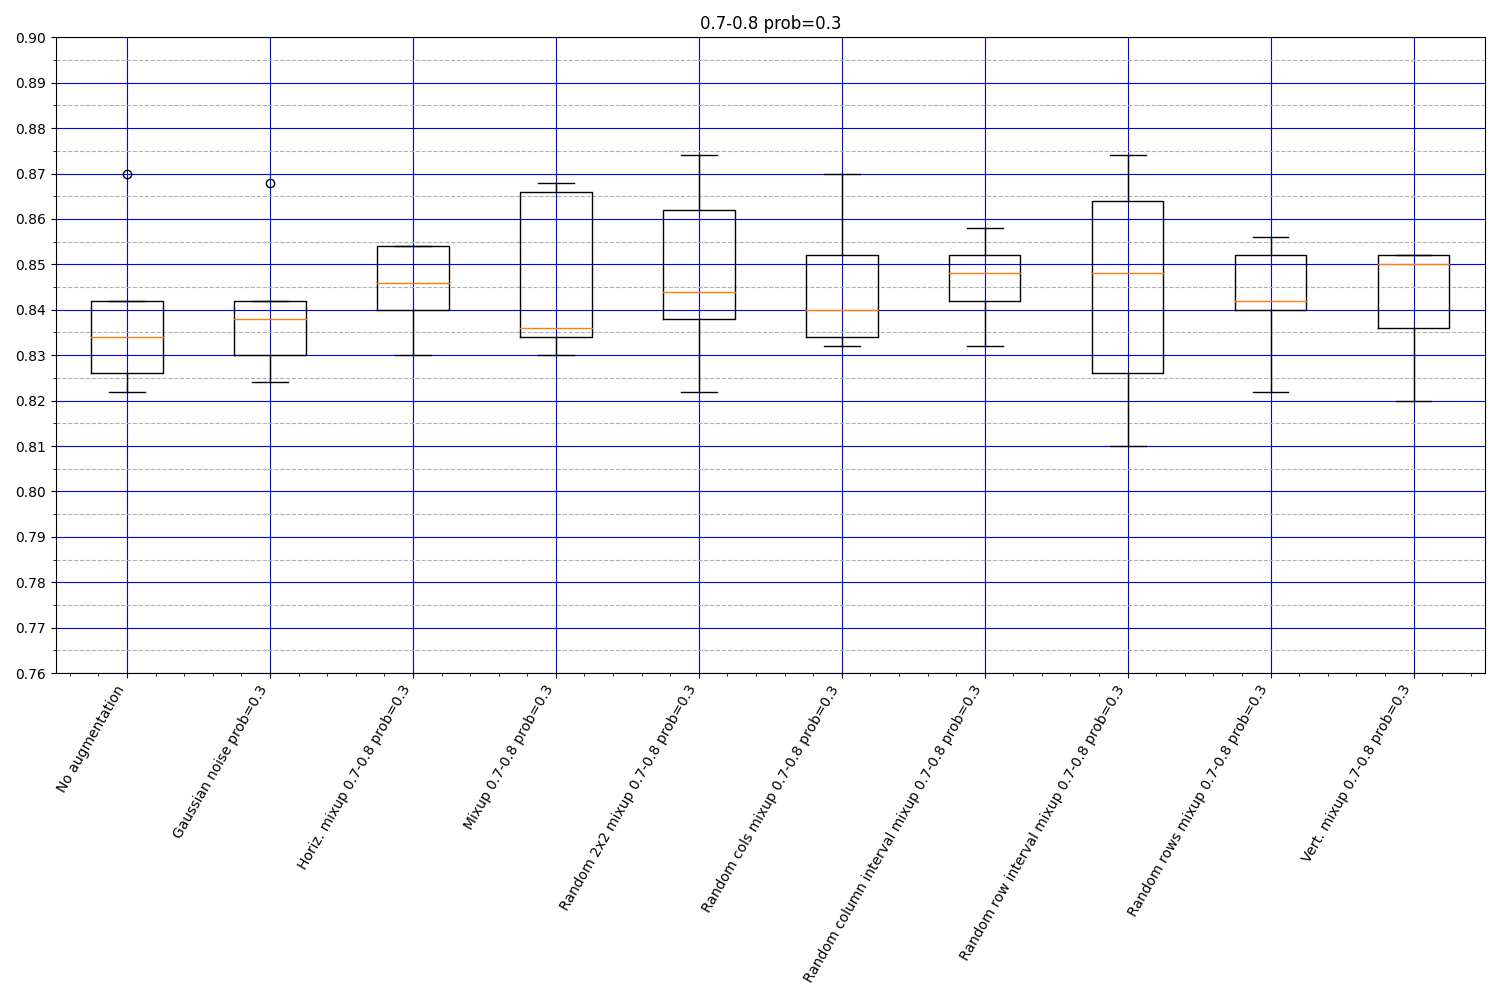 0.7-0.8 prob=0.3
0.90
0.89
0.88
0.87
0.86
0.85
0.84
0.83
0.82
0.81
0.80
0.79
0.78
0.77
0.76
No augmentation
Gaussian noise prob=0.3
Horiz. mixup 0.7-0.8 prob=0.3
Mixup 0.7-0.8 prob=0.3
Random 2x2 mixup 0.7-0.8 prob=0.3
Random cols mixup 0.7-0.8 prob=0.3
Random column interval mixup 0.7-0.8 prob=0.3
Random row interval mixup 0.7-0.8 prob=0.3
Random rows mixup 0.7-0.8 prob=0.3
Vert. mixup 0.7-0.8 prob=0.3